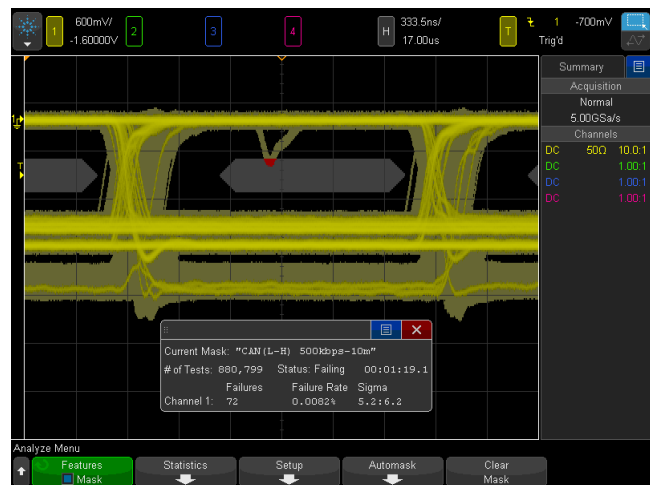 1 600mV/ -1.60000V 2 3 4 H 333.5ns/ 17.00us T 1 -700mV Trig'd
Summary
Acquisition
Normal
5.00GSa/s
Channels
DC 50Ω 10.0:1
DC 1.00:1
DC 1.00:1
DC 1.00:1
1
T
Current Mask: "CAN(L-H) 500kbps-10m"
# of Tests: 880,799 Status: Failing 00:01:19.1
Failures Failure Rate Sigma
Channel 1: 72 0.0082% 5.2:6.2
Analyze Menu
Features Statistics Setup Automask Clear
Mask Mask